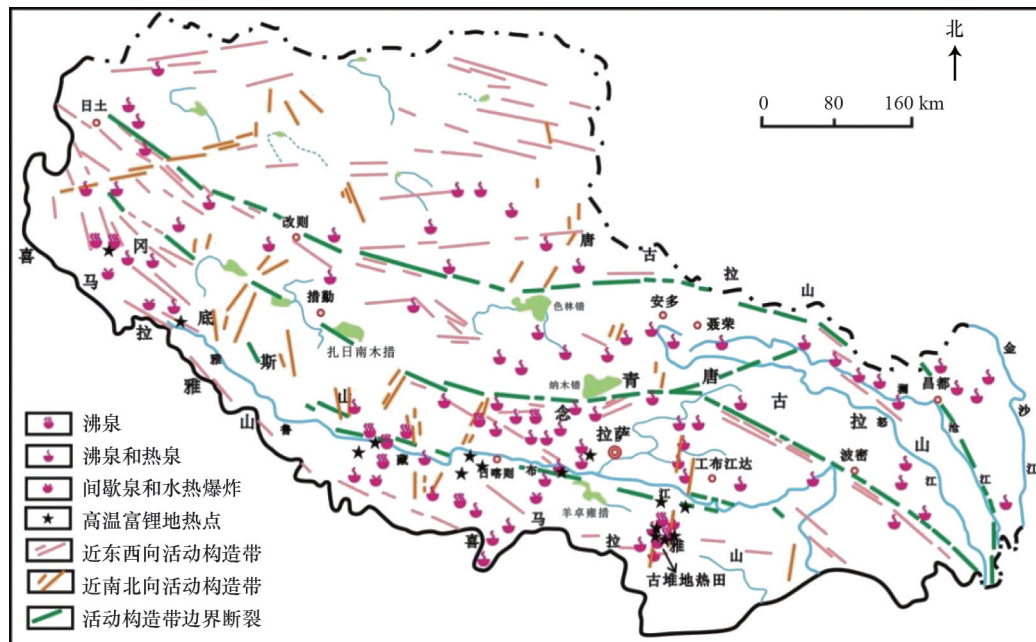 北
0 80 160 km
日土
改则
措勤
扎日南木措
色林错
纳木错
安多
聂荣
昌都
拉萨
日喀则
工布江达
波密
羊卓雍措
古堆地热田
喜
马
拉
雅
山
喜
马
拉
雅
山
冈
底
斯
山
念
青
唐
古
拉
山
唐
古
拉
山
雅
鲁
藏
布
江
怒
江
澜
沧
江
金
沙
江
沸泉
沸泉和热泉
间歇泉和水热爆炸
高温富锂地热点
近东西向活动构造带
近南北向活动构造带
活动构造带边界断裂